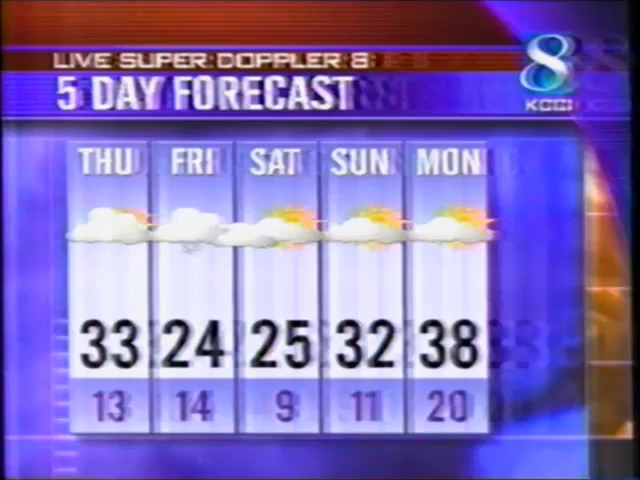 LIVE SUPER DOPPLER 8
5 DAY FORECAST
8
KCCI
THU FRI SAT SUN MON
33 24 25 32 38
13 14 9 11 20